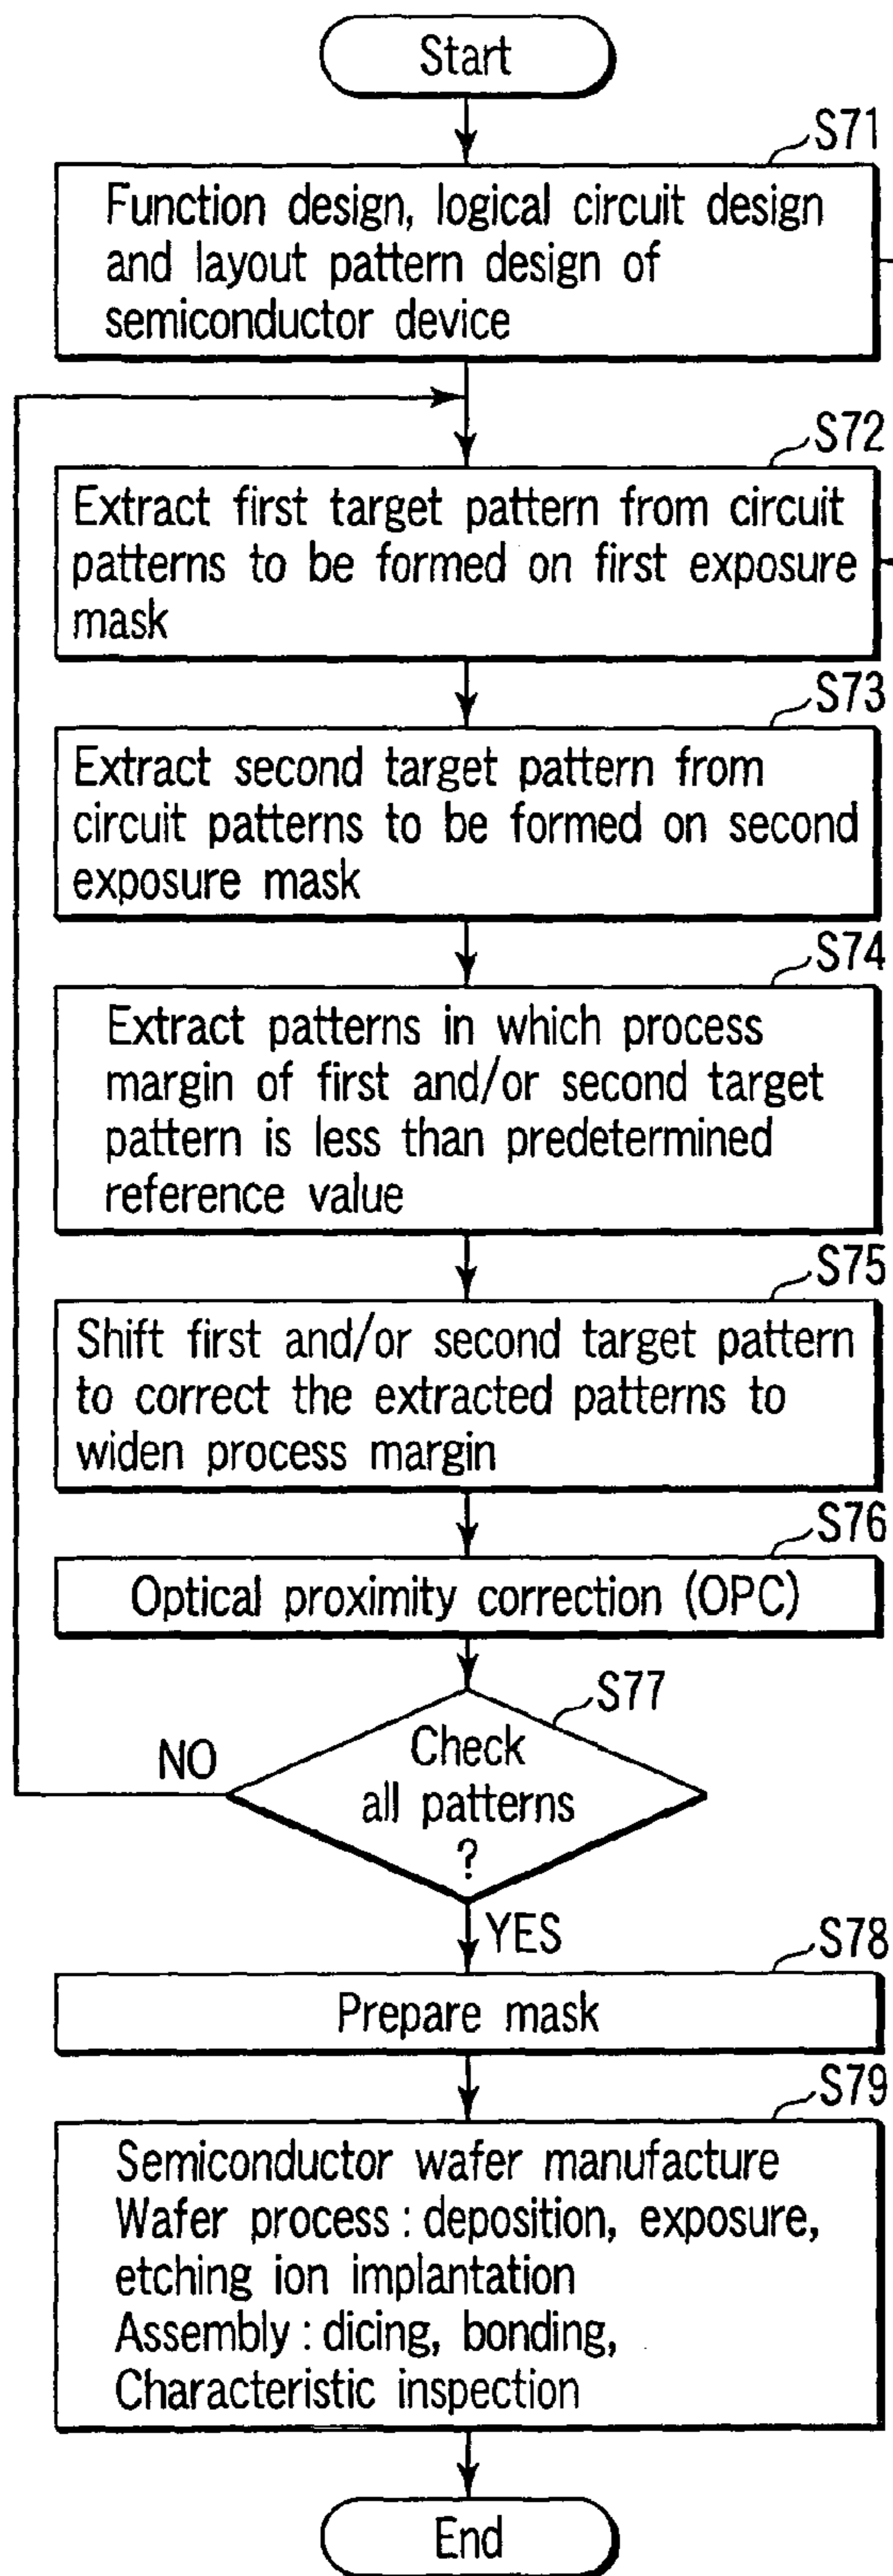 Start
S71
Function design, logical circuit design
and layout pattern design of
semiconductor device
S72
Extract first target pattern from circuit
patterns to be formed on first exposure
mask
S73
Extract second target pattern from
circuit patterns to be formed on second
exposure mask
S74
Extract patterns in which process
margin of first and/or second target
pattern is less than predetermined
reference value
S75
Shift first and/or second target pattern
to correct the extracted patterns to
widen process margin
S76
Optical proximity correction (OPC)
S77
Check
all patterns
?
NO
YES
S78
Prepare mask
S79
Semiconductor wafer manufacture
Wafer process : deposition, exposure,
etching ion implantation
Assembly : dicing, bonding,
Characteristic inspection
End